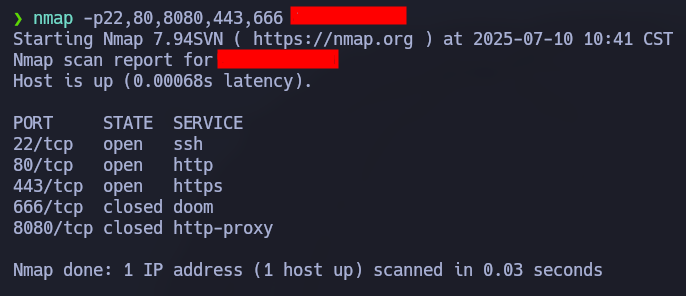 ❯ nmap -p22,80,8080,443,666
Starting Nmap 7.94SVN ( https://nmap.org ) at 2025-07-10 10:41 CST
Nmap scan report for
Host is up (0.00068s latency).
PORT     STATE  SERVICE
22/tcp   open   ssh
80/tcp   open   http
443/tcp  open   https
666/tcp  closed doom
8080/tcp closed http-proxy
Nmap done: 1 IP address (1 host up) scanned in 0.03 seconds